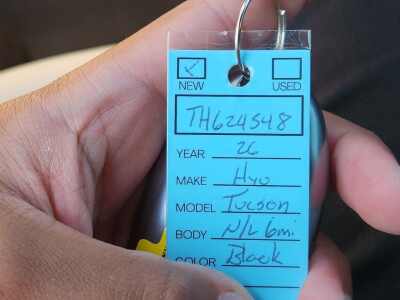 NEW USED
TH624548
YEAR 26
MAKE Hyu
MODEL Tucson
BODY N/L 6mi
COLOR Black